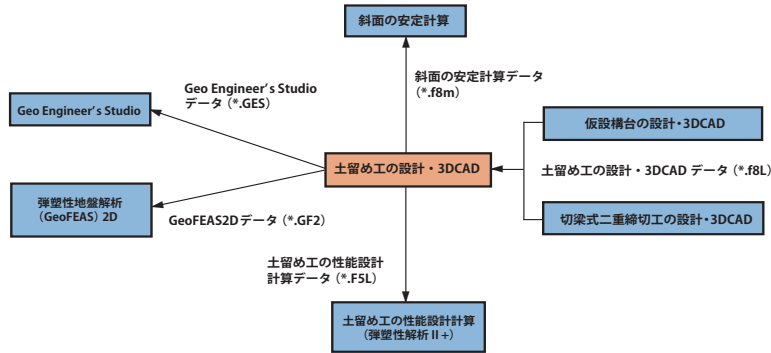 斜面の安定計算
斜面の安定計算データ
(*.f8m)
Geo Engineer's Studio
データ (*.GES)
Geo Engineer's Studio
仮設構台の設計・3DCAD
土留め工の設計・3DCAD
土留め工の設計・3DCAD データ (*.f8L)
弾塑性地盤解析
(GeoFEAS) 2D
GeoFEAS2Dデータ (*.GF2)
切梁式二重締切工の設計・3DCAD
土留め工の性能設計
計算データ (*.F5L)
土留め工の性能設計計算
(弾塑性解析II+)